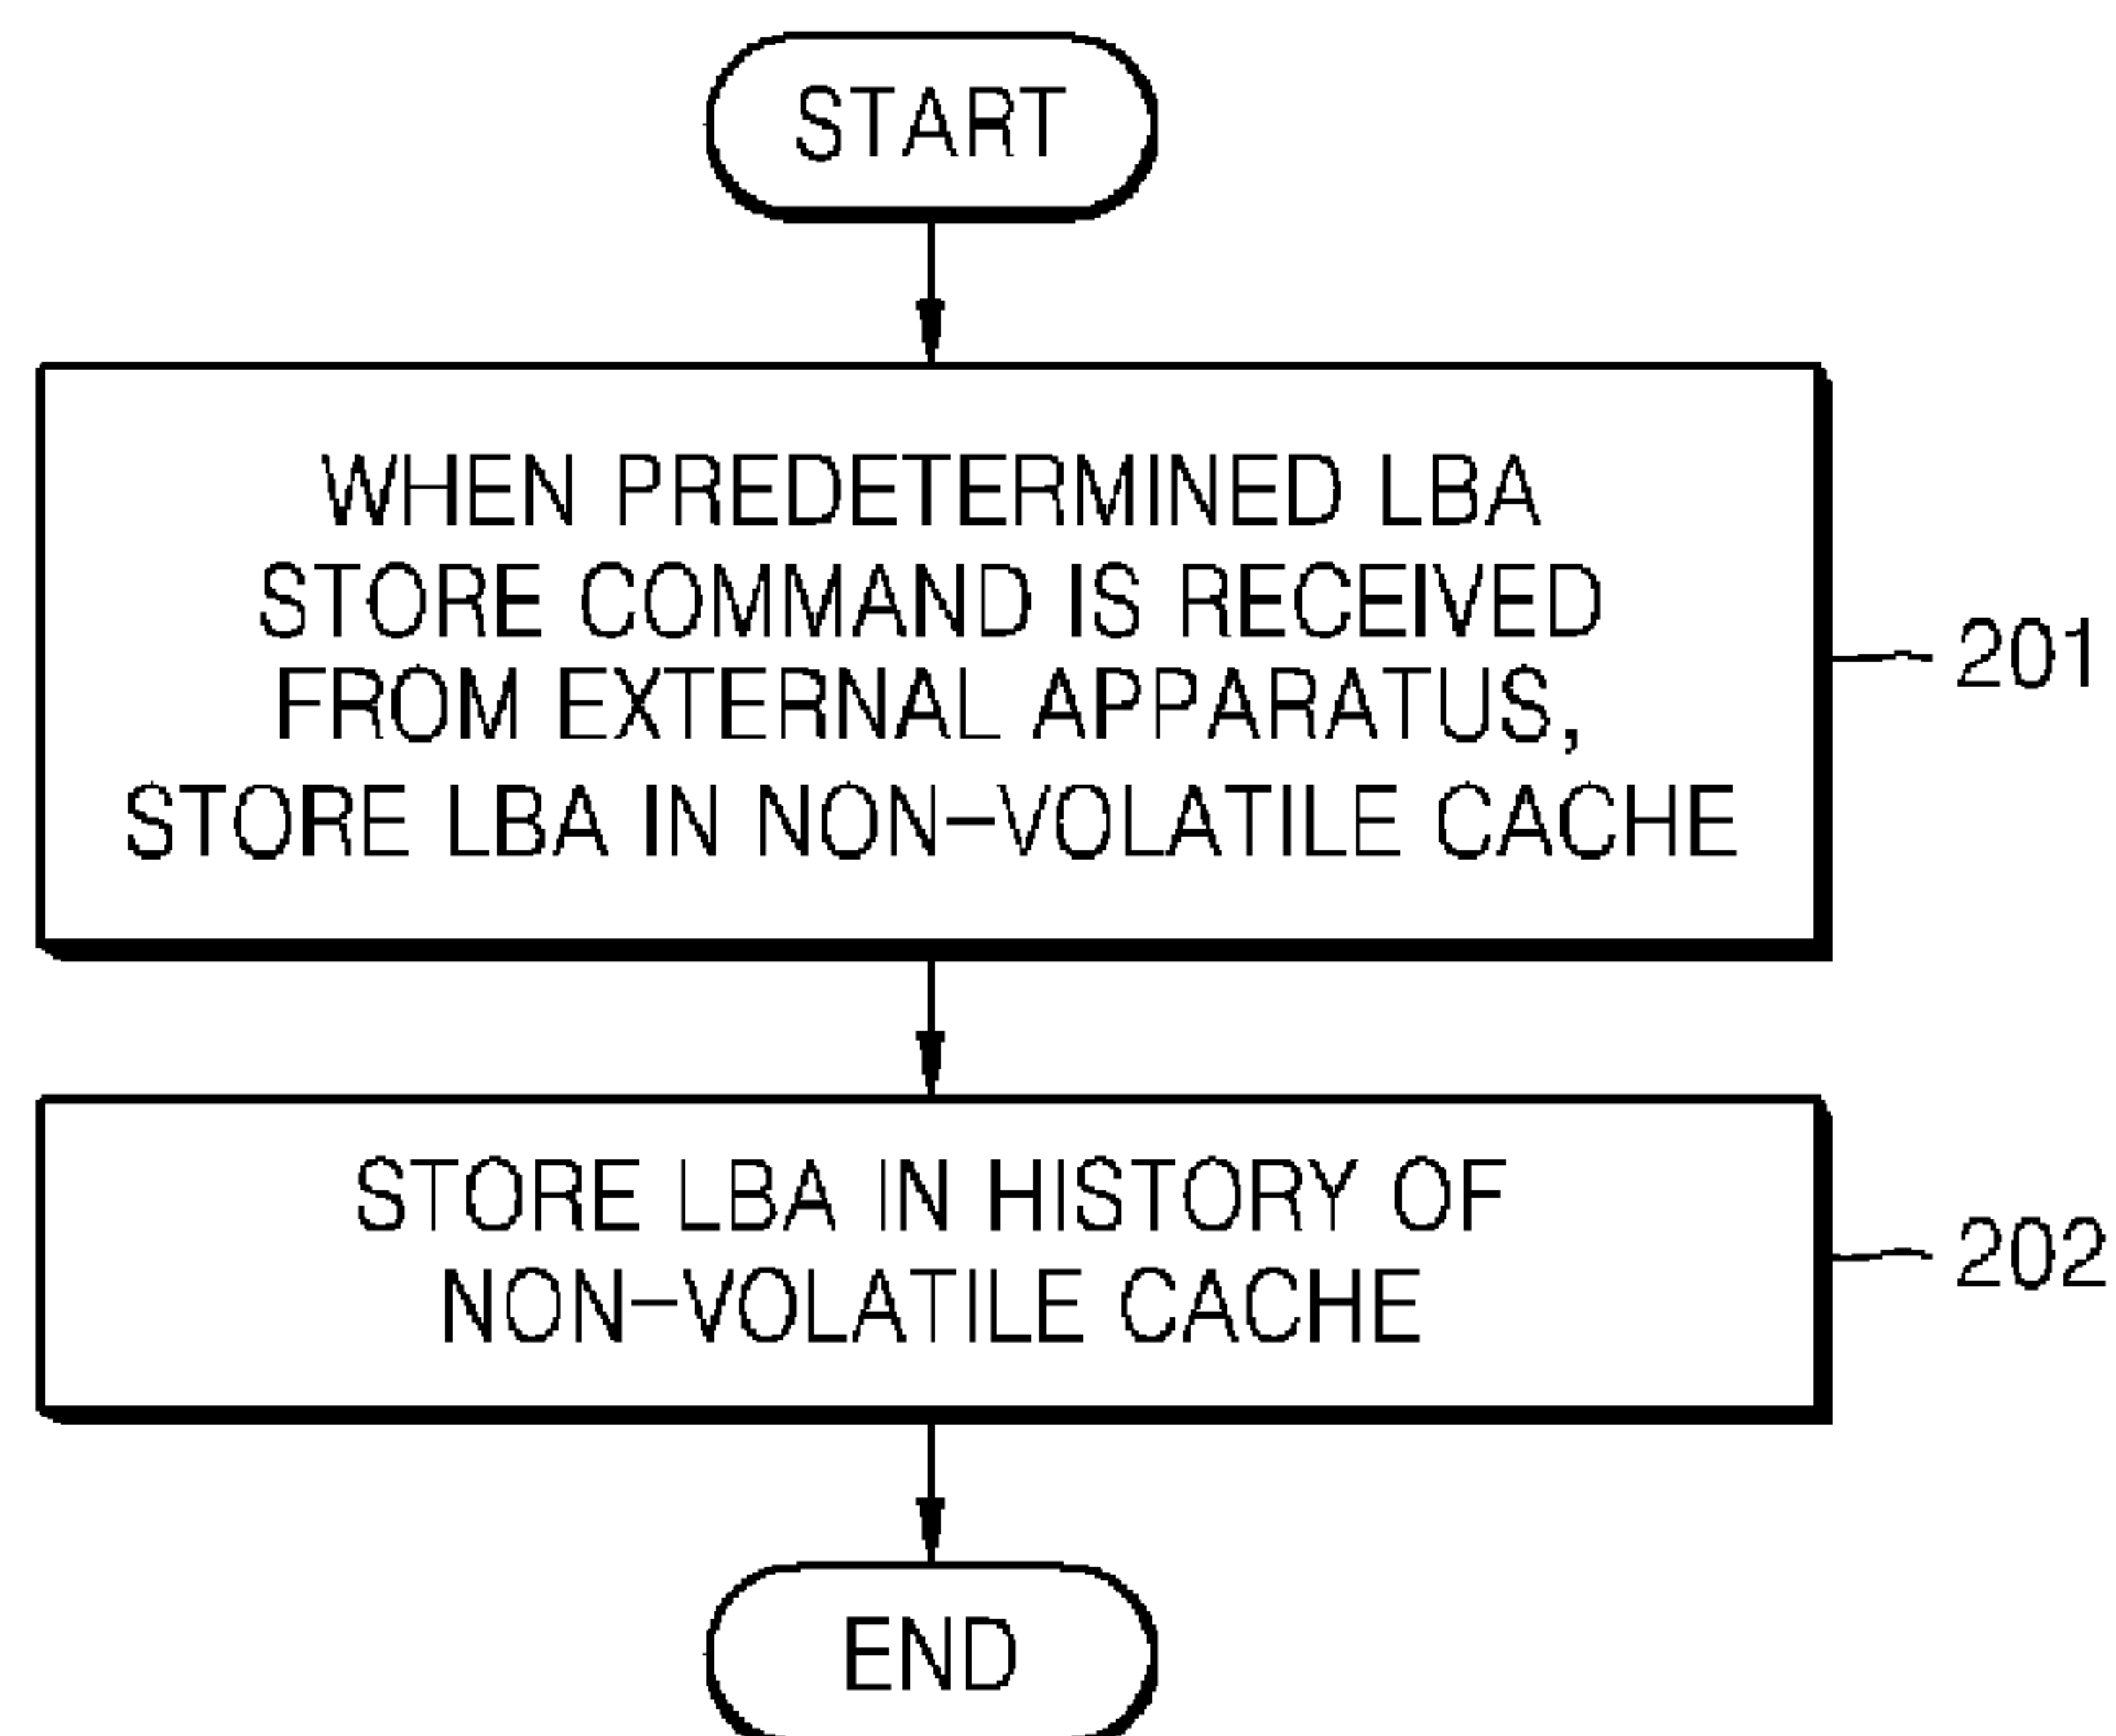 START
WHEN PREDETERMINED LBA
STORE COMMAND IS RECEIVED
FROM EXTERNAL APPARATUS,
STORE LBA IN NON-VOLATILE CACHE
201
STORE LBA IN HISTORY OF
NON-VOLATILE CACHE
202
END